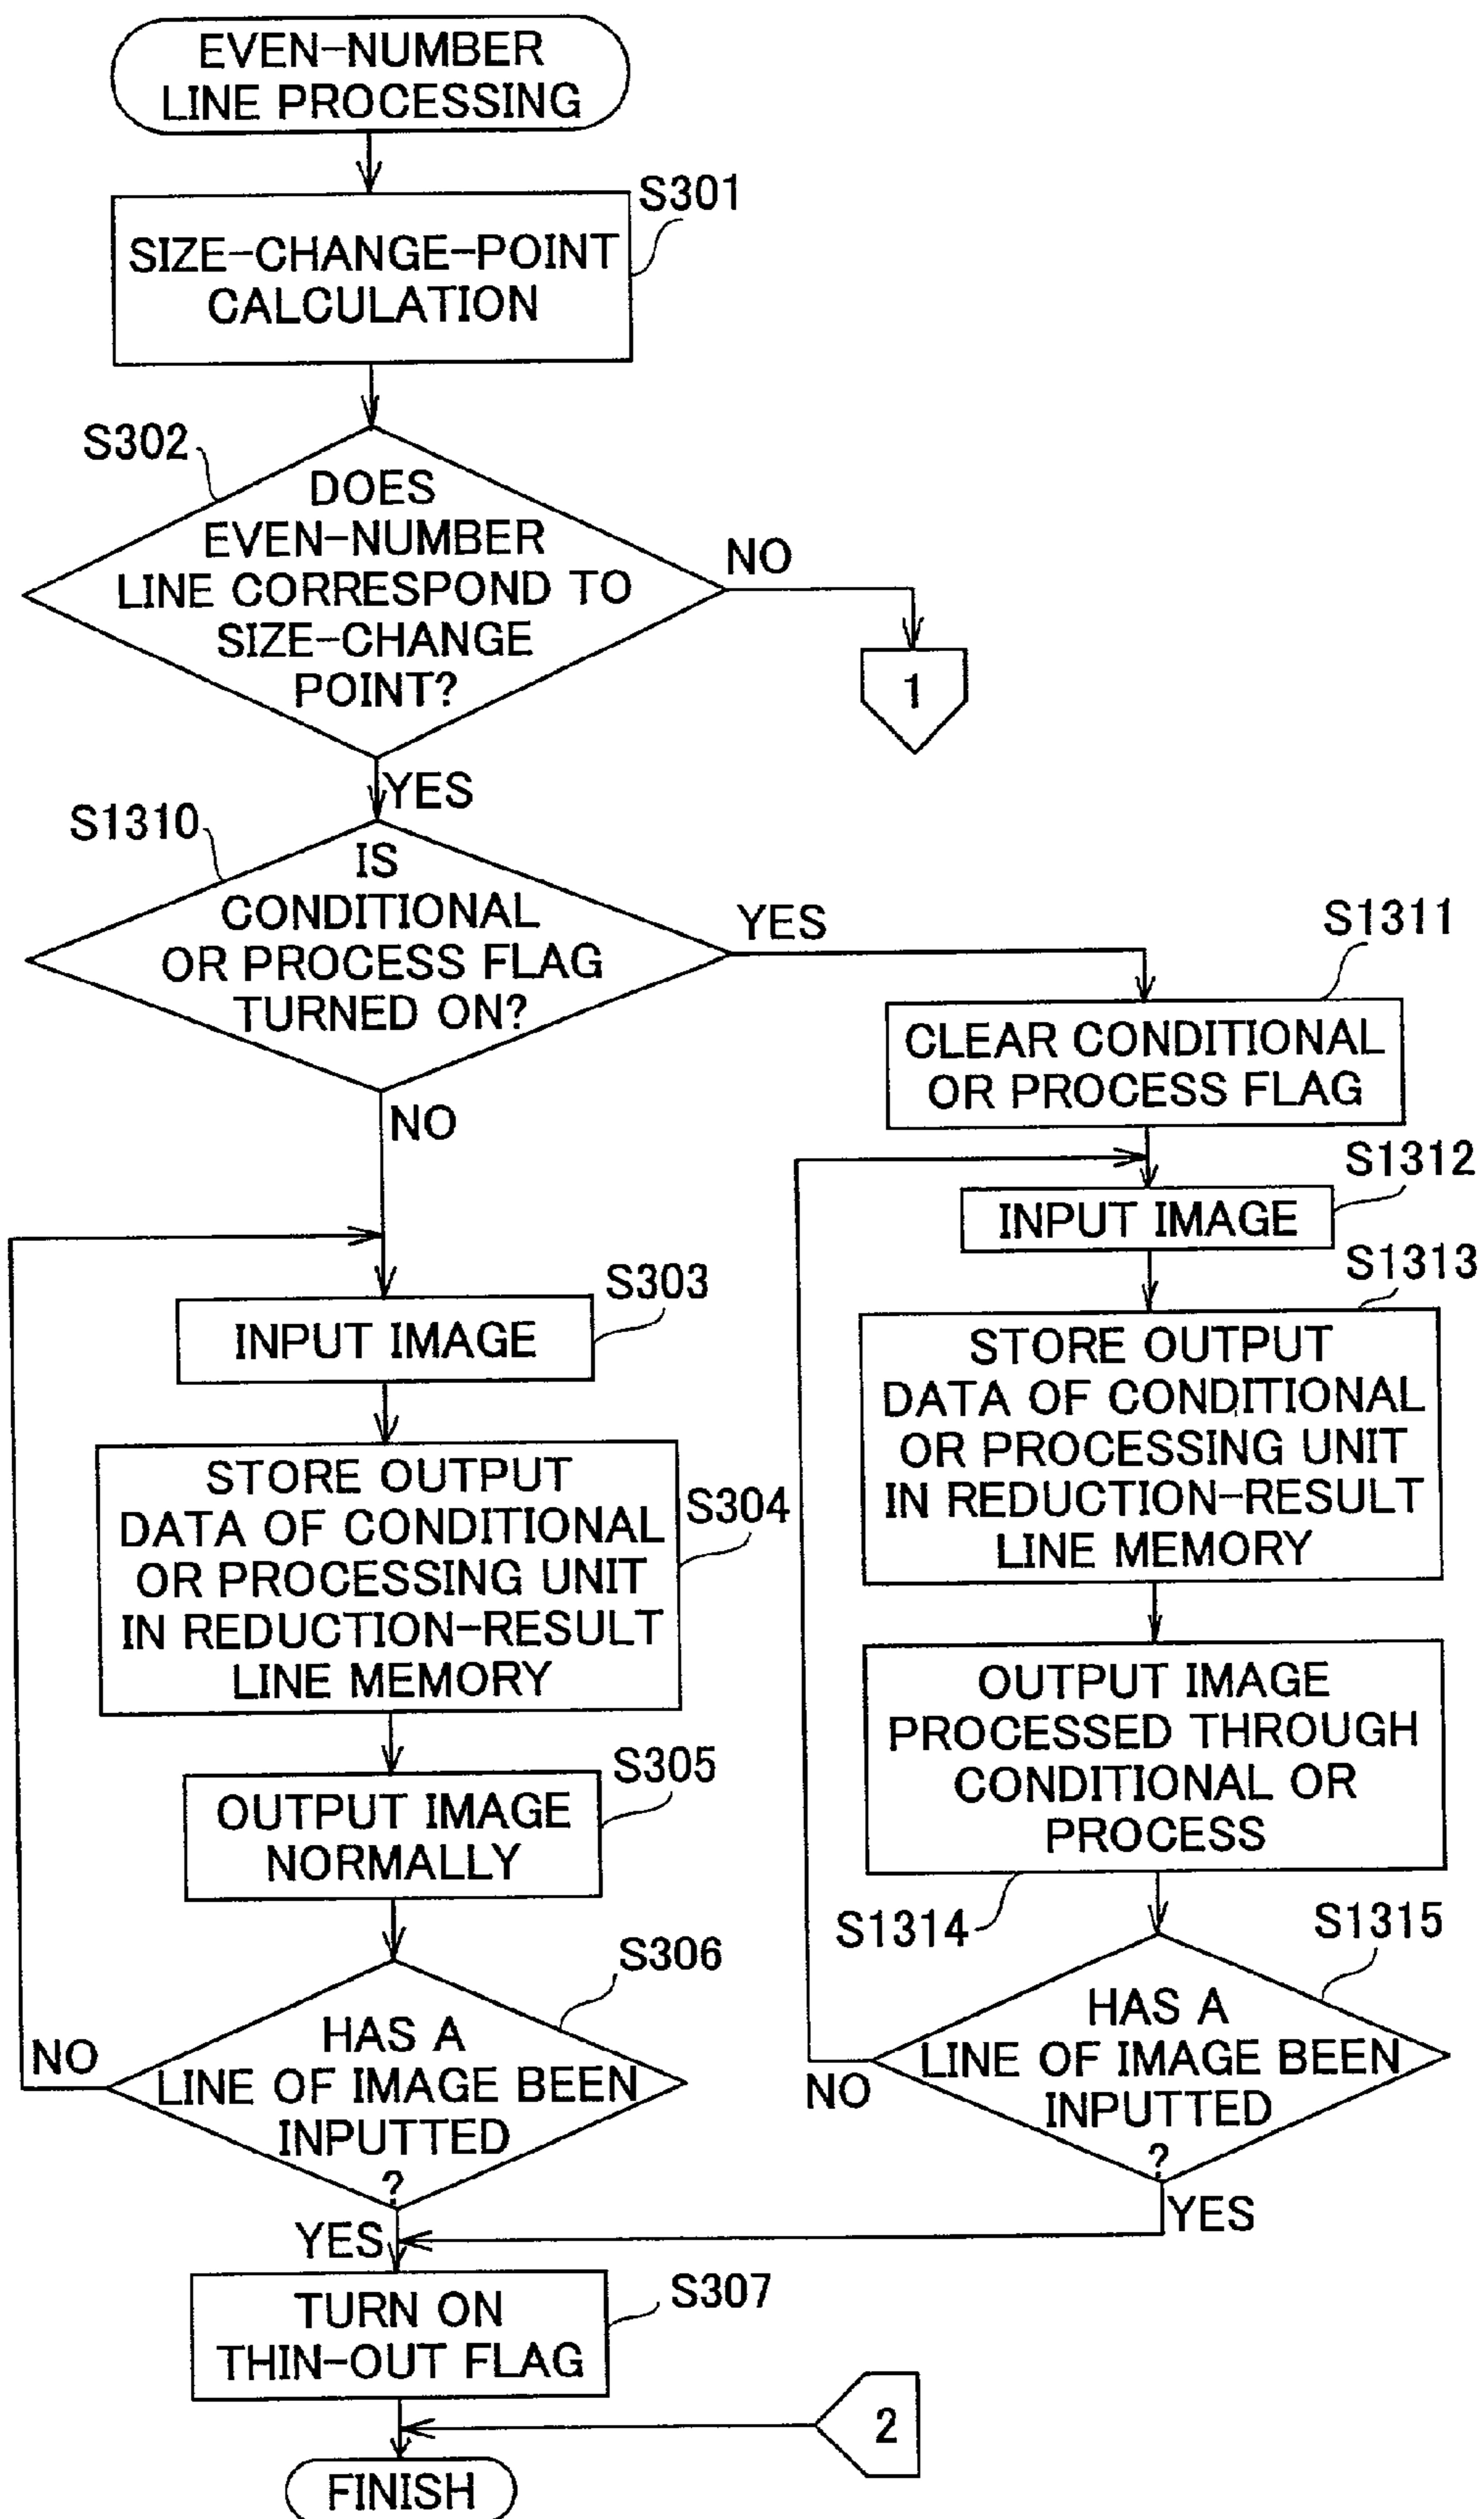 EVEN-NUMBER
LINE PROCESSING
S301
SIZE-CHANGE-POINT
CALCULATION
S302
DOES
EVEN-NUMBER
LINE CORRESPOND TO
SIZE-CHANGE
POINT?
NO
1
YES
S1310
IS
CONDITIONAL
OR PROCESS FLAG
TURNED ON?
YES
NO
S1311
CLEAR CONDITIONAL
OR PROCESS FLAG
S1312
INPUT IMAGE
S1313
STORE OUTPUT
DATA OF CONDITIONAL
OR PROCESSING UNIT
IN REDUCTION-RESULT
LINE MEMORY
OUTPUT IMAGE
PROCESSED THROUGH
CONDITIONAL OR
PROCESS
S1314
S1315
HAS A
LINE OF IMAGE BEEN
INPUTTED
?
NO
YES
S303
INPUT IMAGE
S304
STORE OUTPUT
DATA OF CONDITIONAL
OR PROCESSING UNIT
IN REDUCTION-RESULT
LINE MEMORY
S305
OUTPUT IMAGE
NORMALLY
S306
HAS A
LINE OF IMAGE BEEN
INPUTTED
?
NO
YES
S307
TURN ON
THIN-OUT FLAG
2
FINISH